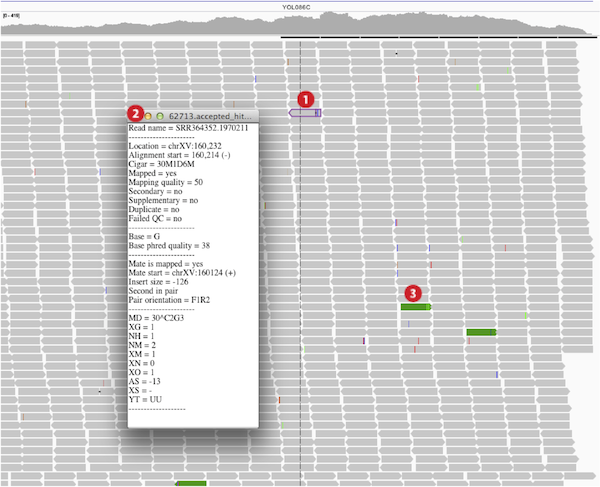 YOL086C
[0 - 418]
1
2
62713.accepted_hit...
Read name = SRR364352.1970211
----------------------
Location = chrXV:160,232
Alignment start = 160,214 (-)
Cigar = 30M1D6M
Mapped = yes
Mapping quality = 50
Secondary = no
Supplementary = no
Duplicate = no
Failed QC = no
----------------------
Base = G
Base phred quality = 38
----------------------
Mate is mapped = yes
Mate start = chrXV:160124 (+)
Insert size = -126
Second in pair
Pair orientation = F1R2
----------------------
MD = 30^C2G3
XG = 1
NH = 1
NM = 2
XM = 1
XN = 0
XO = 1
AS = -13
XS = -
YT = UU
-------------------
3